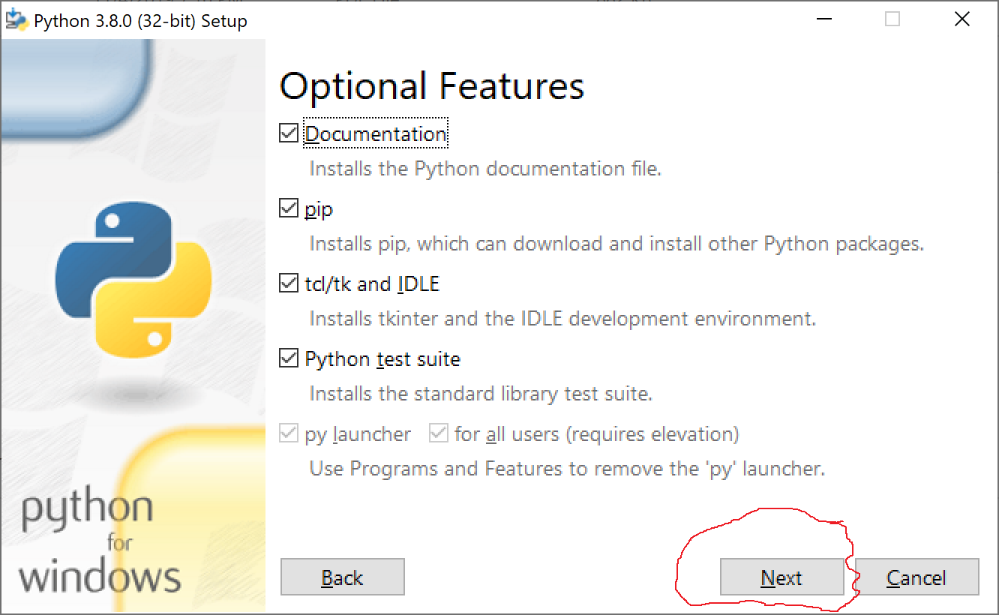 Python 3.8.0 (32-bit) Setup
Optional Features
Documentation
Installs the Python documentation file.
pip
Installs pip, which can download and install other Python packages.
tcl/tk and IDLE
Installs tkinter and the IDLE development environment.
Python test suite
Installs the standard library test suite.
py launcher for all users (requires elevation)
Use Programs and Features to remove the 'py' launcher.
python
for
windows
Back Next Cancel